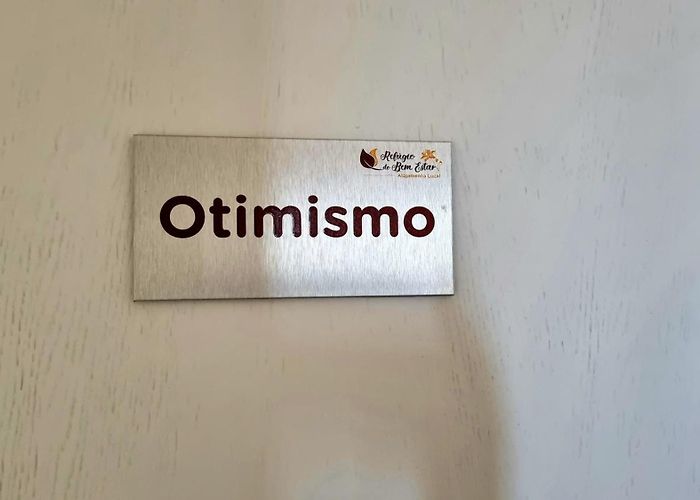 Refúgio
do Bem Estar
Alojamento Local
Otimismo